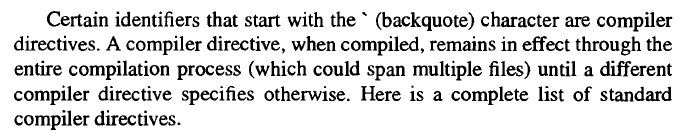 Certain identifiers that start with the ` (backquote) character are compiler
directives. A compiler directive, when compiled, remains in effect through the
entire compilation process (which could span multiple files) until a different
compiler directive specifies otherwise. Here is a complete list of standard
compiler directives.